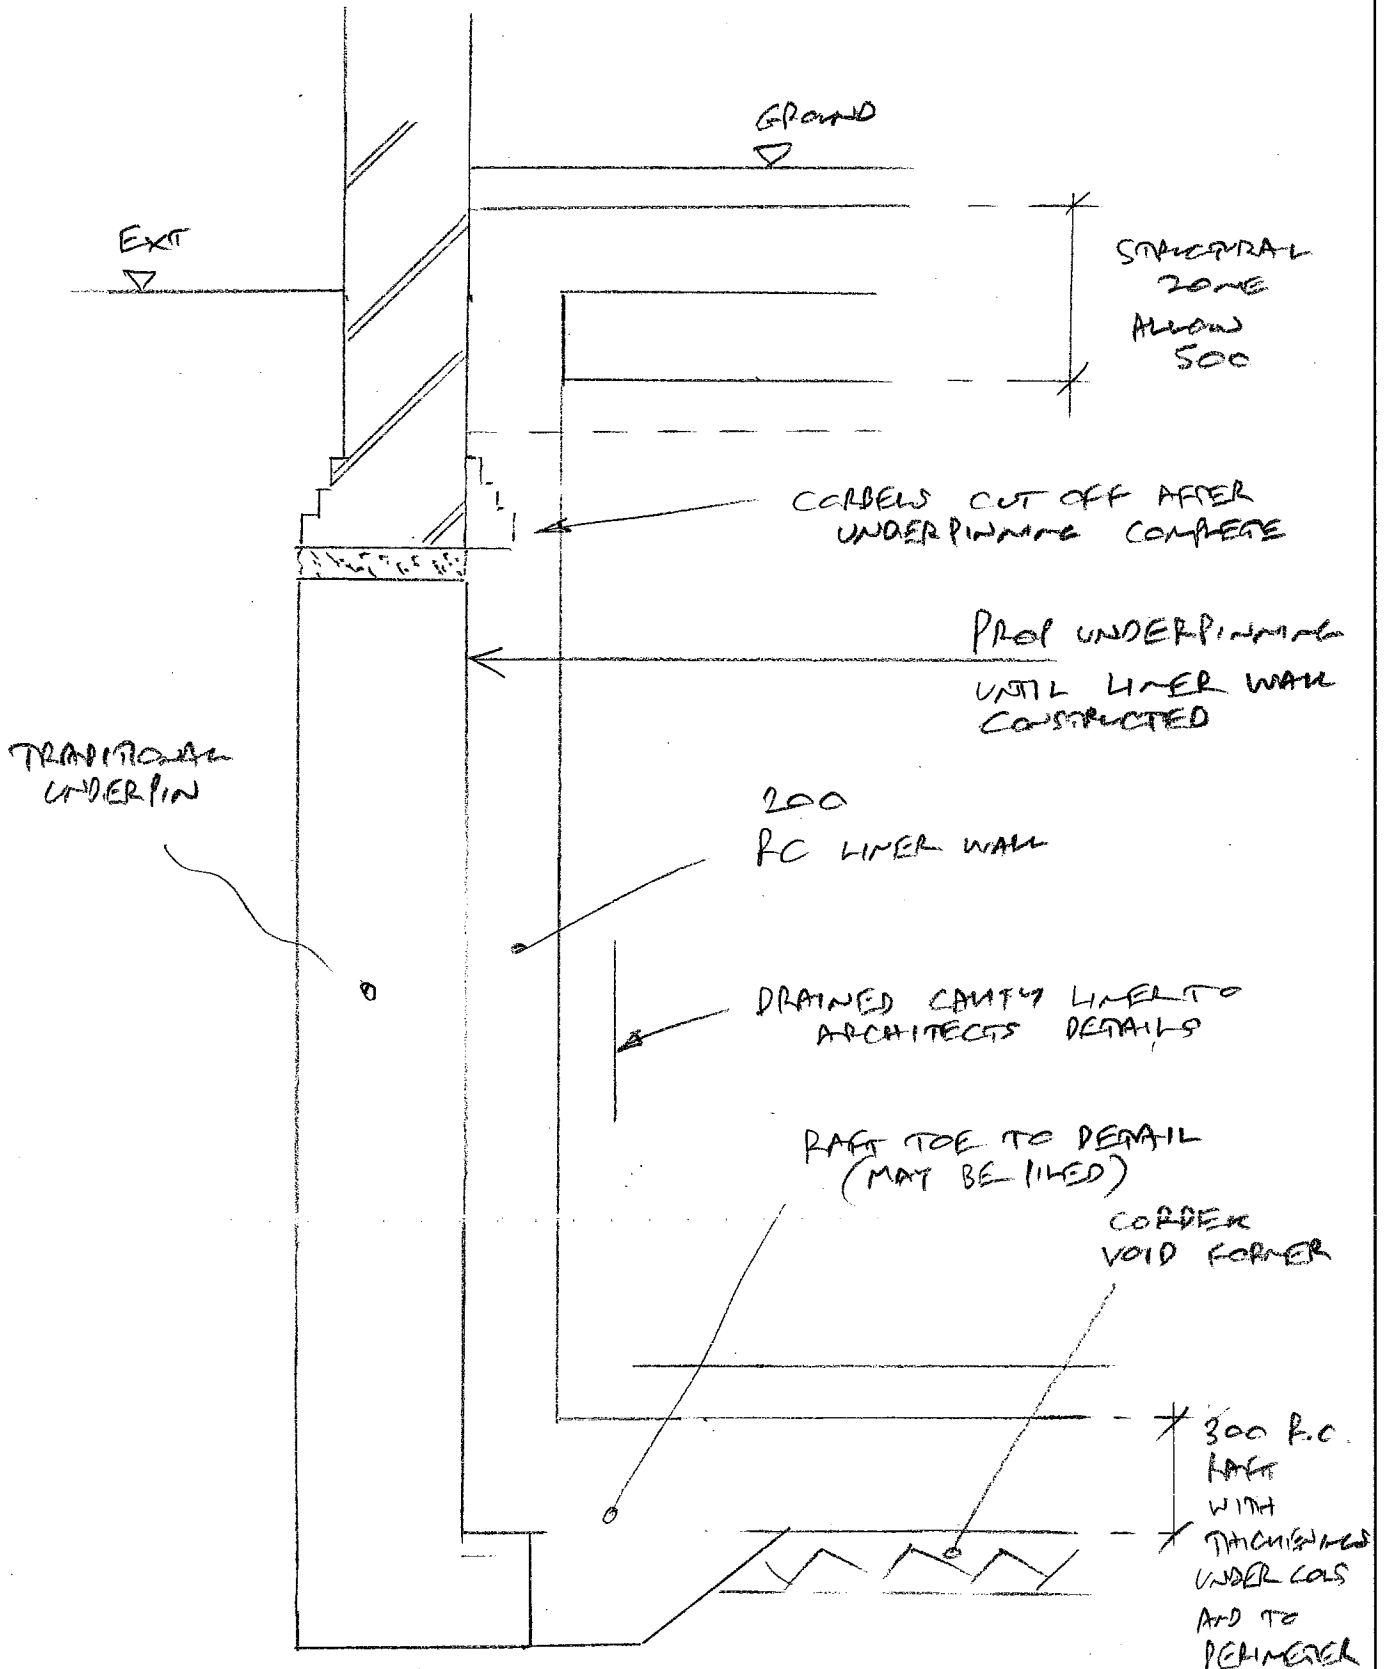 GROUND
EXT
STRUCTURAL
ZONE
ALLOW
500
CORBELS CUT OFF AFTER
UNDERPINNING COMPLETE
PROP UNDERPINNING
UNTIL LINER WALL
CONSTRUCTED
TRADITIONAL
UNDERPIN
200
RC LINER WALL
DRAINED CAVITY LINER TO
ARCHITECTS DETAILS
RAFT TOE TO DETAIL
(MAY BE PILED)
CORDEK
VOID FORMER
300 R.C.
RAFT
WITH
THICKENINGS
UNDER COLS
AND TO
PERIMETER